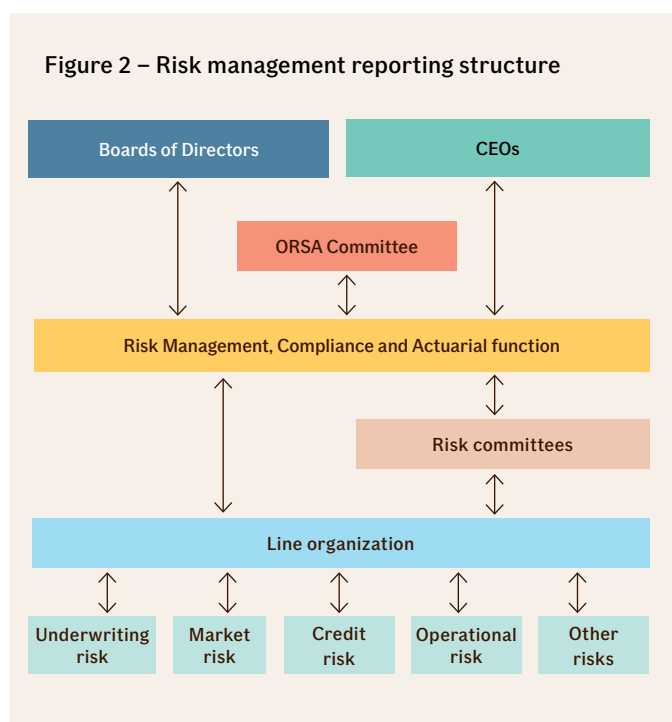 Figure 2 – Risk management reporting structure
Boards of Directors
CEOs
ORSA Committee
Risk Management, Compliance and Actuarial function
Risk committees
Line organization
Underwriting
risk
Market
risk
Credit
risk
Operational
risk
Other
risks